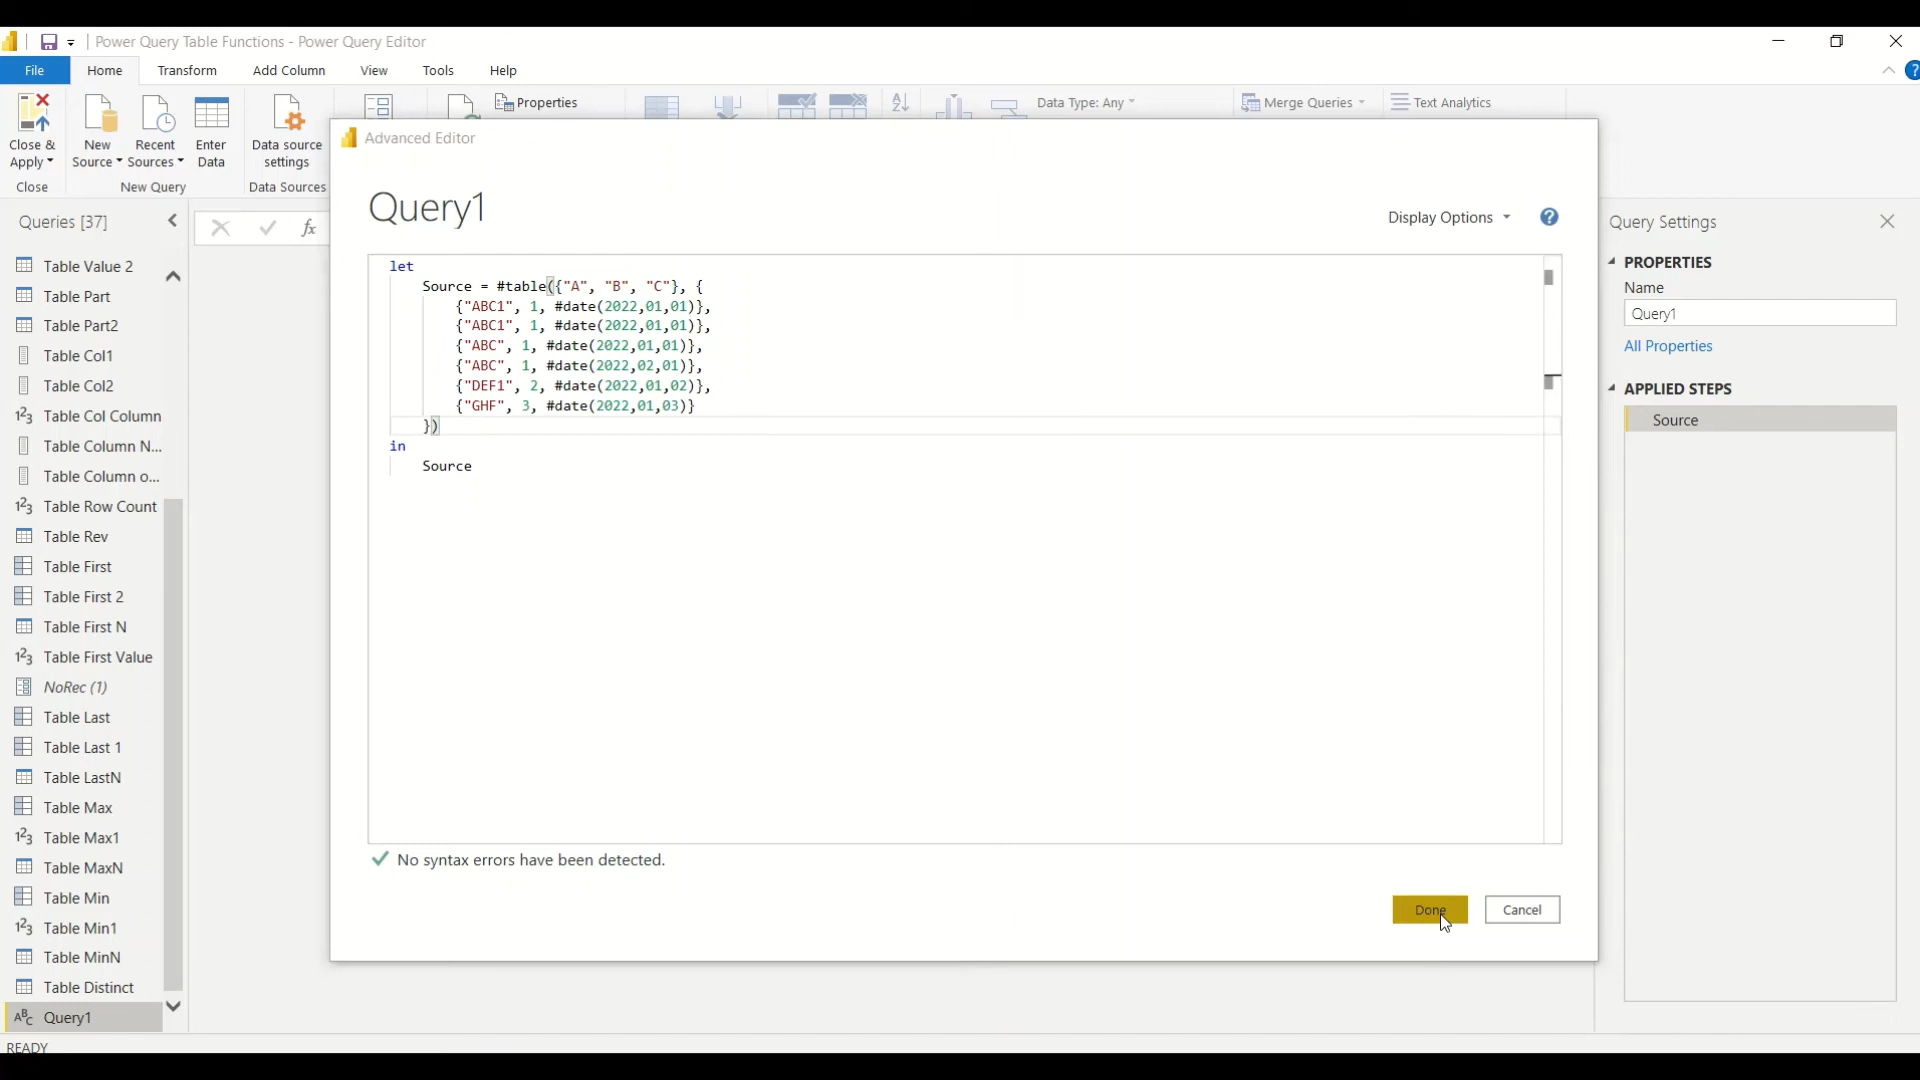 Power Query Table Functions - Power Query Editor
File Home Transform Add Column View Tools Help
Close & Apply
New Source
Recent Sources
Enter Data
Data source settings
Properties
Data Type: Any
Merge Queries
Text Analytics
Close
New Query
Data Sources
Queries [37]
fx
Table Value 2
Table Part
Table Part2
Table Col1
Table Col2
Table Col Column
Table Column N...
Table Column o...
Table Row Count
Table Rev
Table First
Table First 2
Table First N
Table First Value
NoRec (1)
Table Last
Table Last 1
Table LastN
Table Max
Table Max1
Table MaxN
Table Min
Table Min1
Table MinN
Table Distinct
Query1
READY
Advanced Editor
Query1
Display Options
let
Source = #table({"A", "B", "C"}, {
{"ABC1", 1, #date(2022,01,01)},
{"ABC1", 1, #date(2022,01,01)},
{"ABC", 1, #date(2022,01,01)},
{"ABC", 1, #date(2022,02,01)},
{"DEF1", 2, #date(2022,01,02)},
{"GHF", 3, #date(2022,01,03)}
})
in
Source
No syntax errors have been detected.
Done
Cancel
Query Settings
PROPERTIES
Name
Query1
All Properties
APPLIED STEPS
Source